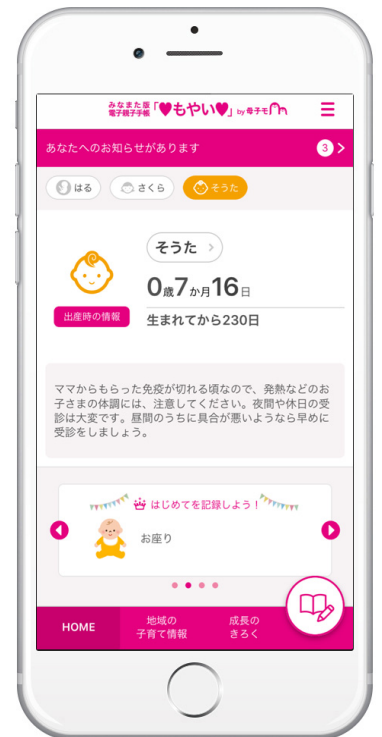 みなまた版
電子親子手帳「♥もやい♥」by母子モ
あなたへのお知らせがあります 3
はる さくら そうた
そうた
0歳7か月16日
出産時の情報
生まれてから230日
ママからもらった免疫が切れる頃なので、発熱などのお
子さまの体調には、注意してください。夜間や休日の受
診は大変です。昼間のうちに具合が悪いようなら早めに
受診をしましょう。
はじめてを記録しよう！
お座り
HOME
地域の
子育て情報
成長の
きろく